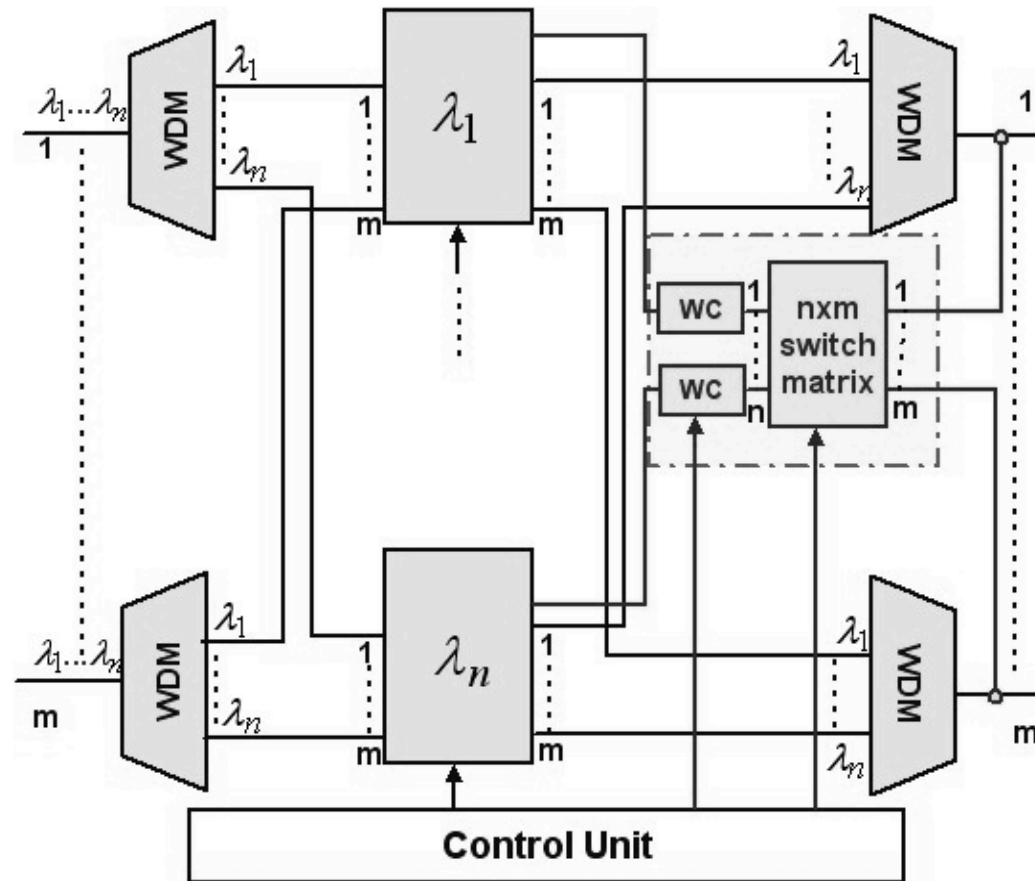 λ1...λn
1
WDM
λ1
λn
1
m
λ1
1
m
λ1
λn
WDM
1
WC
1
WC
n
nxm
switch
matrix
1
m
λ1...λn
m
WDM
λ1
λn
1
m
λn
1
m
λ1
λn
WDM
m
Control Unit